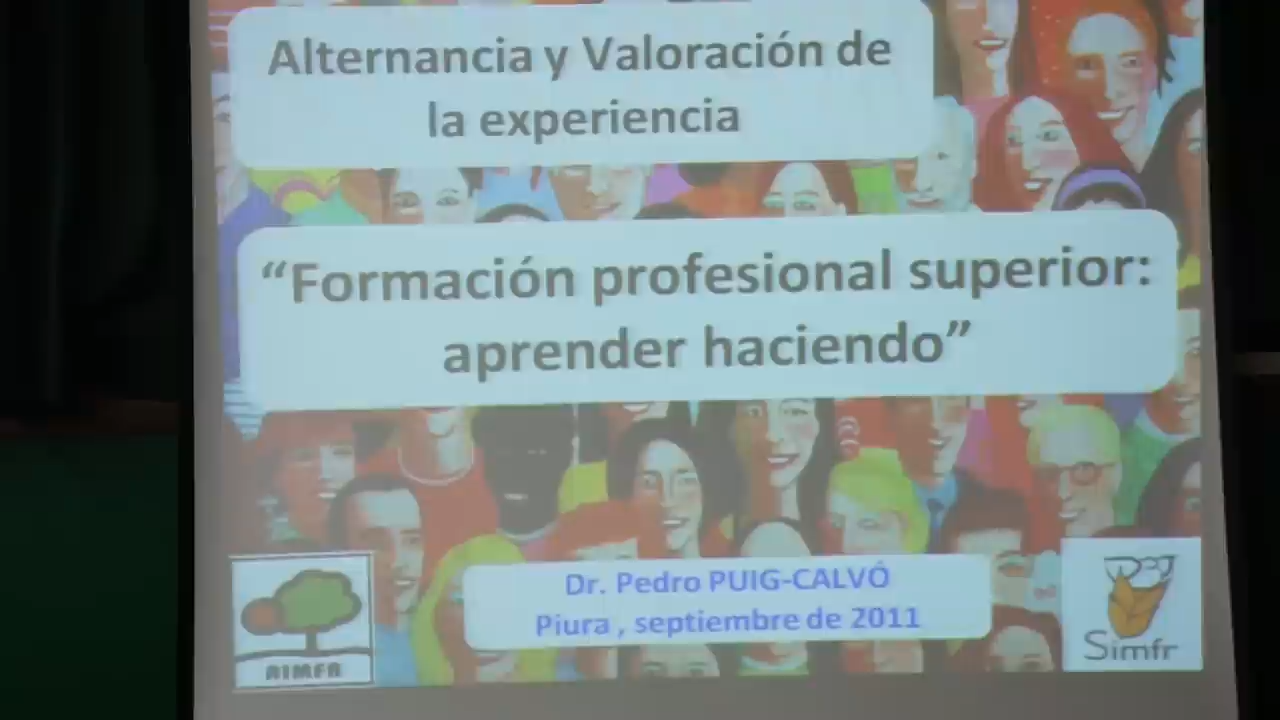 Alternancia y Valoración de
la experiencia
“Formación profesional superior:
aprender haciendo”
Dr. Pedro PUIG-CALVÓ
Piura , septiembre de 2011
AIMFR
Simfr